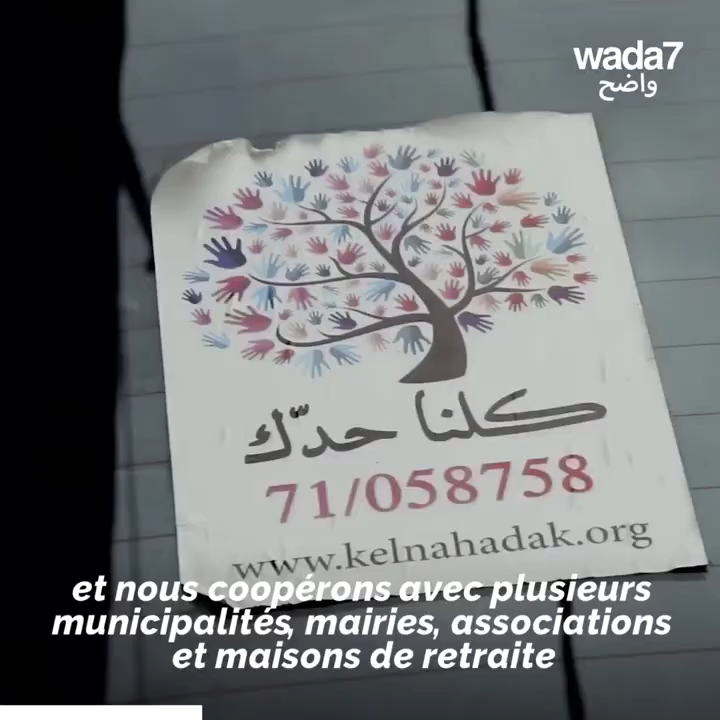 wada7
واضح
كلنا حدّك
71/058758
www.kelnahadak.org
et nous coopérons avec plusieurs
municipalités, mairies, associations
et maisons de retraite